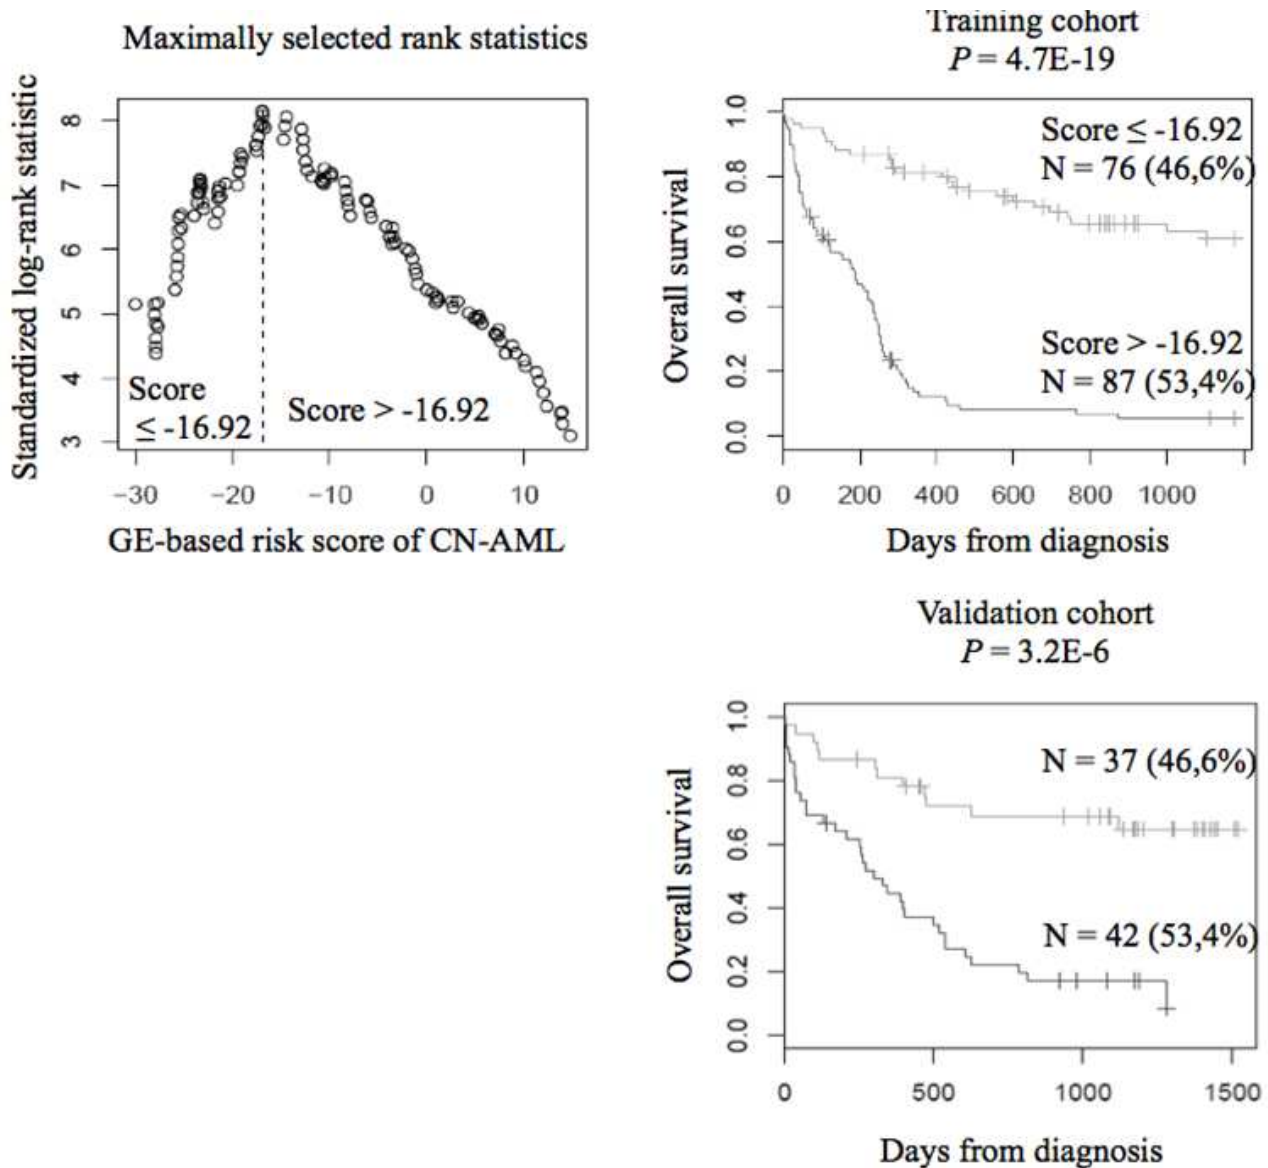 Maximally selected rank statistics
Standardized log-rank statistic
8
7
6
5
4
3
Score
≤ -16.92
Score > -16.92
−30 −20 −10 0 10
GE-based risk score of CN-AML
Training cohort
P = 4.7E-19
Overall survival
1.0
0.8
0.6
0.4
0.2
0.0
Score ≤ -16.92
N = 76 (46,6%)
Score > -16.92
N = 87 (53,4%)
0 200 400 600 800 1000
Days from diagnosis
Validation cohort
P = 3.2E-6
Overall survival
1.0
0.8
0.6
0.4
0.2
0.0
N = 37 (46,6%)
N = 42 (53,4%)
0 500 1000 1500
Days from diagnosis